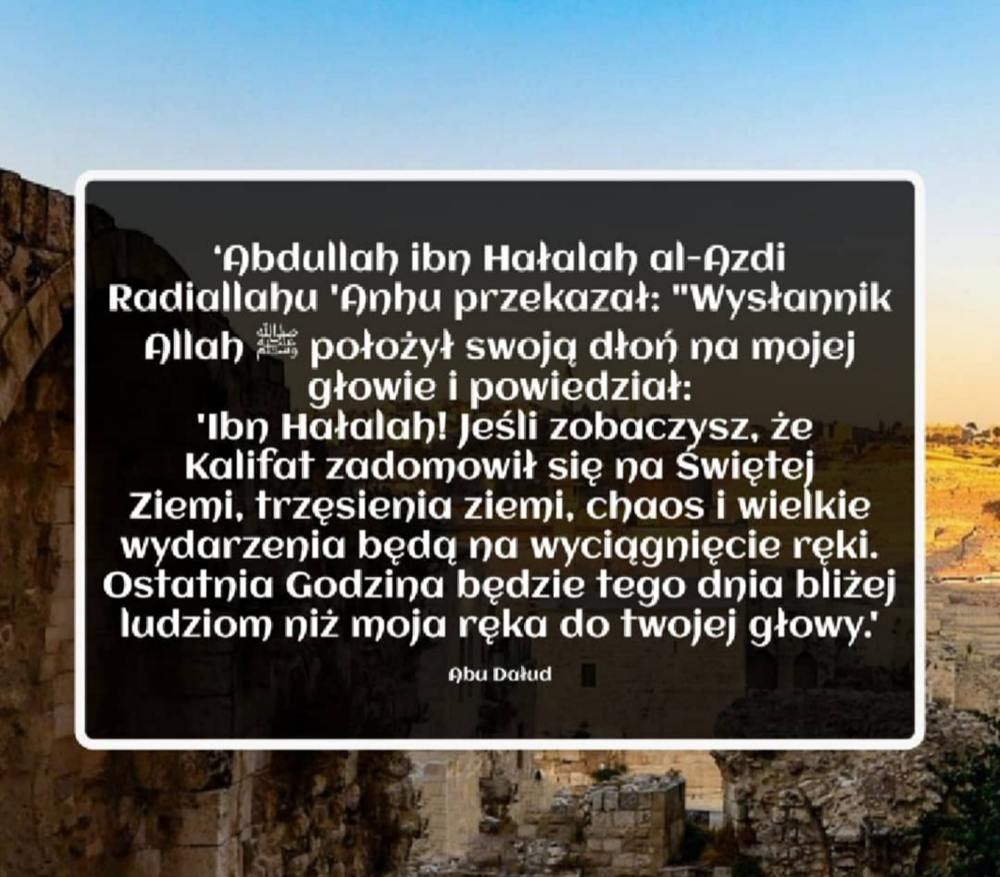 'Abdullah ibn Hałalah al-Azdi
Radiallahu 'Anhu przekazał: "Wysłannik
Allah ﷺ położył swoją dłoń na mojej
głowie i powiedział:
'Ibn Hałalah! Jeśli zobaczysz, że
Kalifat zadomowił się na Świętej
Ziemi, trzęsienia ziemi, chaos i wielkie
wydarzenia będą na wyciągnięcie ręki.
Ostatnia Godzina będzie tego dnia bliżej
ludziom niż moja ręka do twojej głowy.'
Abu Dałud